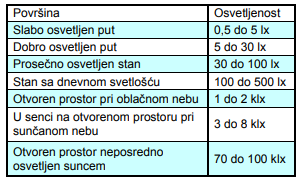 Površina Osvetljenost
Slabo osvetljen put 0,5 do 5 lx
Dobro osvetljen put 5 do 30 lx
Prosečno osvetljen stan 30 do 100 lx
Stan sa dnevnom svetlošću 100 do 500 lx
Otvoren prostor pri oblačnom nebu 1 do 2 klx
U senci na otvorenom prostoru pri
sunčanom nebu 3 do 8 klx
Otvoren prostor neposredno
osvetljen suncem 70 do 100 klx